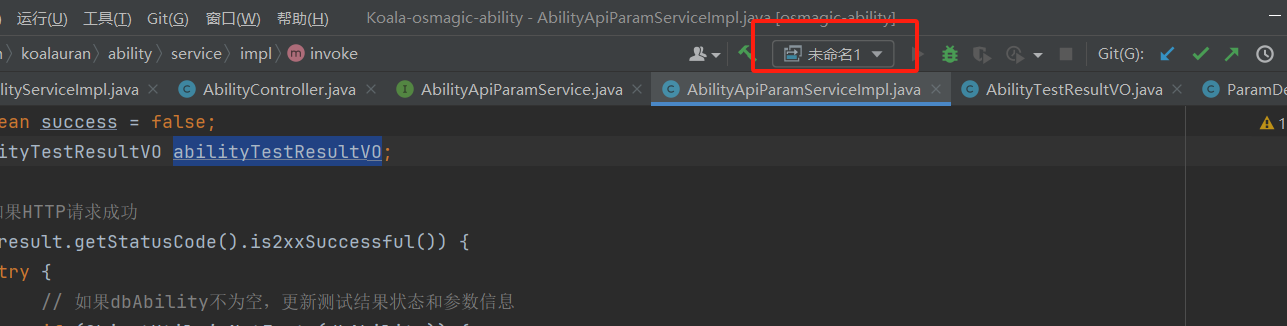 运行(U) 工具(T) Git(G) 窗口(W) 帮助(H) Koala-osmagic-ability - AbilityApiParamServiceImpl.java [osmagic-ability]
koalauran ability service impl m invoke 未命名1 Git(G):
lityServiceImpl.java C AbilityController.java I AbilityApiParamService.java C AbilityApiParamServiceImpl.java C AbilityTestResultVO.java C ParamDe
ean success = false; 1
ityTestResultVO abilityTestResultVO;
如果HTTP请求成功
result.getStatusCode().is2xxSuccessful()) {
try {
// 如果dbAbility不为空，更新测试结果状态和参数信息